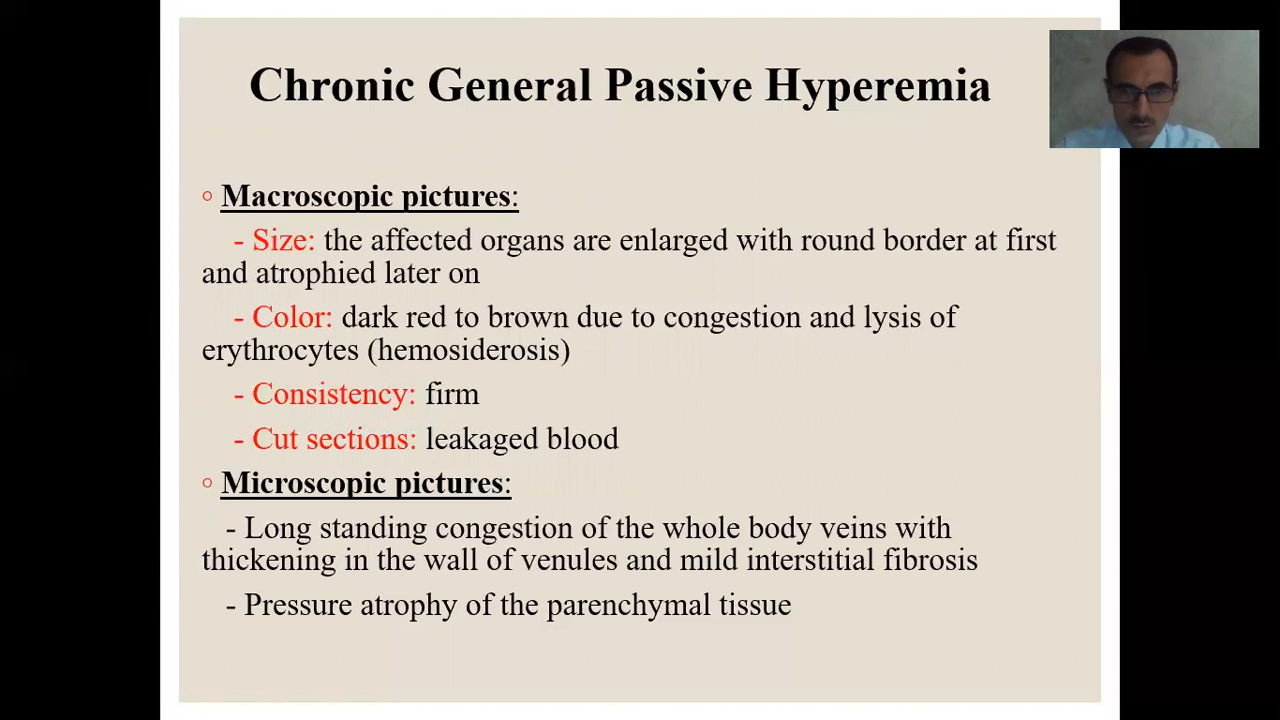 Chronic General Passive Hyperemia
◦ Macroscopic pictures:
- Size: the affected organs are enlarged with round border at first
and atrophied later on
- Color: dark red to brown due to congestion and lysis of
erythrocytes (hemosiderosis)
- Consistency: firm
- Cut sections: leakaged blood
◦ Microscopic pictures:
- Long standing congestion of the whole body veins with
thickening in the wall of venules and mild interstitial fibrosis
- Pressure atrophy of the parenchymal tissue